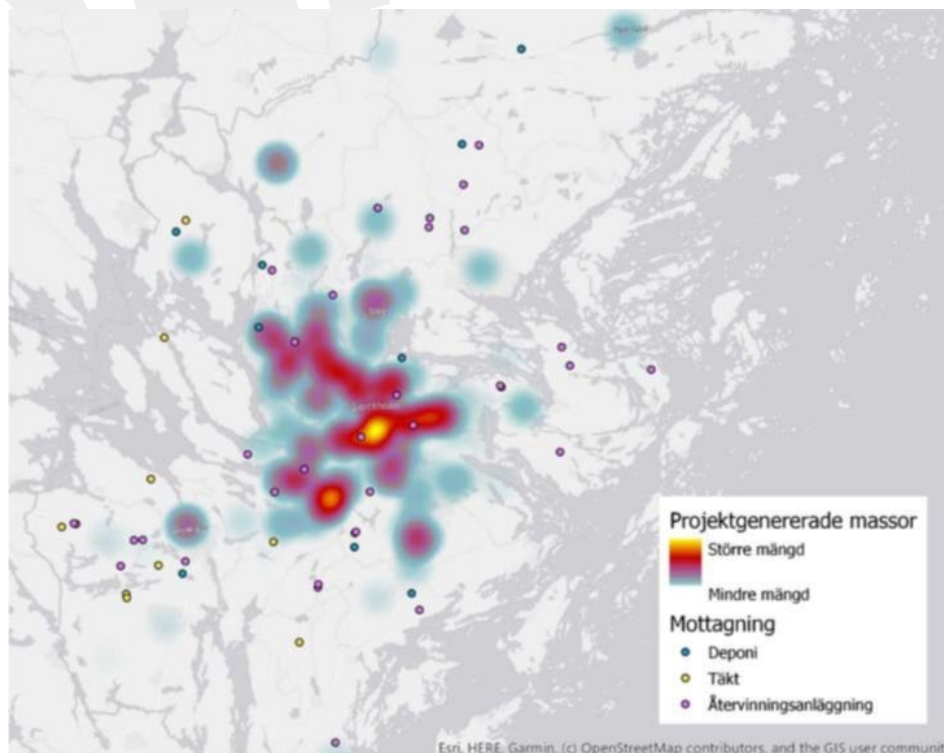 Projektgenererade massor
Större mängd
Mindre mängd
Mottagning
Deponi
Täkt
Återvinningsanläggning
Esri, HERE, Garmin, (c) OpenStreetMap contributors, and the GIS user communi